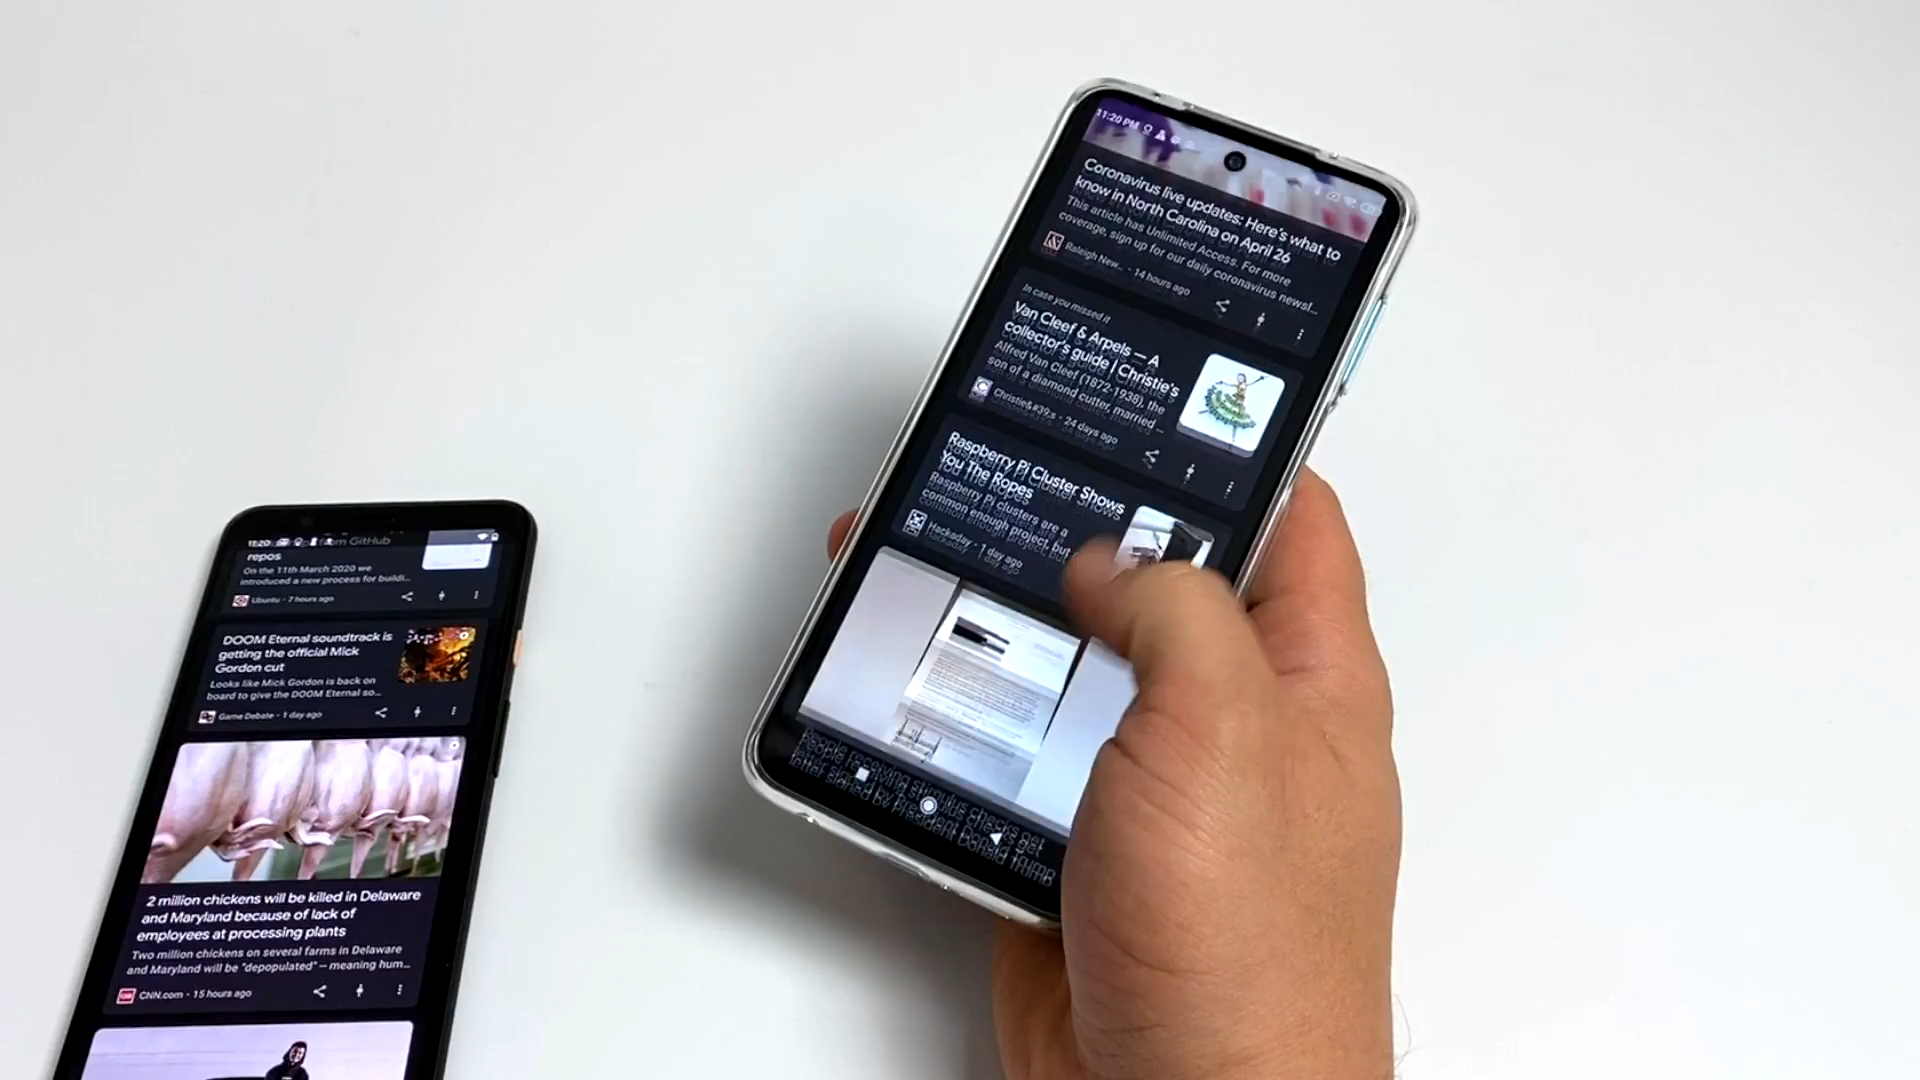 11:20
from GitHub
repos
On the 11th March 2020 we
introduced a new process for buildi...
Ubuntu - 7 hours ago
DOOM Eternal soundtrack is
getting the official Mick
Gordon cut
Looks like Mick Gordon is back on
board to give the DOOM Eternal so...
Game Debate - 1 day ago
2 million chickens will be killed in Delaware
and Maryland because of lack of
employees at processing plants
Two million chickens on several farms in Delaware
and Maryland will be "depopulated" -- meaning hum...
CNN
CNN.com - 15 hours ago
11:20 PM
Coronavirus live updates: Here's what to
know in North Carolina on April 26
This article has Unlimited Access. For more
coverage, sign up for our daily coronavirus newsl...
Raleigh New... - 14 hours ago
In case you missed it
Van Cleef & Arpels — A
collector's guide | Christie's
Alfred Van Cleef (1872-1938), the
son of a diamond cutter, married ...
Christie&#39;s - 24 days ago
Raspberry Pi Cluster Shows
You The Ropes
Raspberry Pi clusters are a
common enough project, but
Hackaday - 1 day ago
People receiving stimulus checks get
letter signed by President Donald Trump